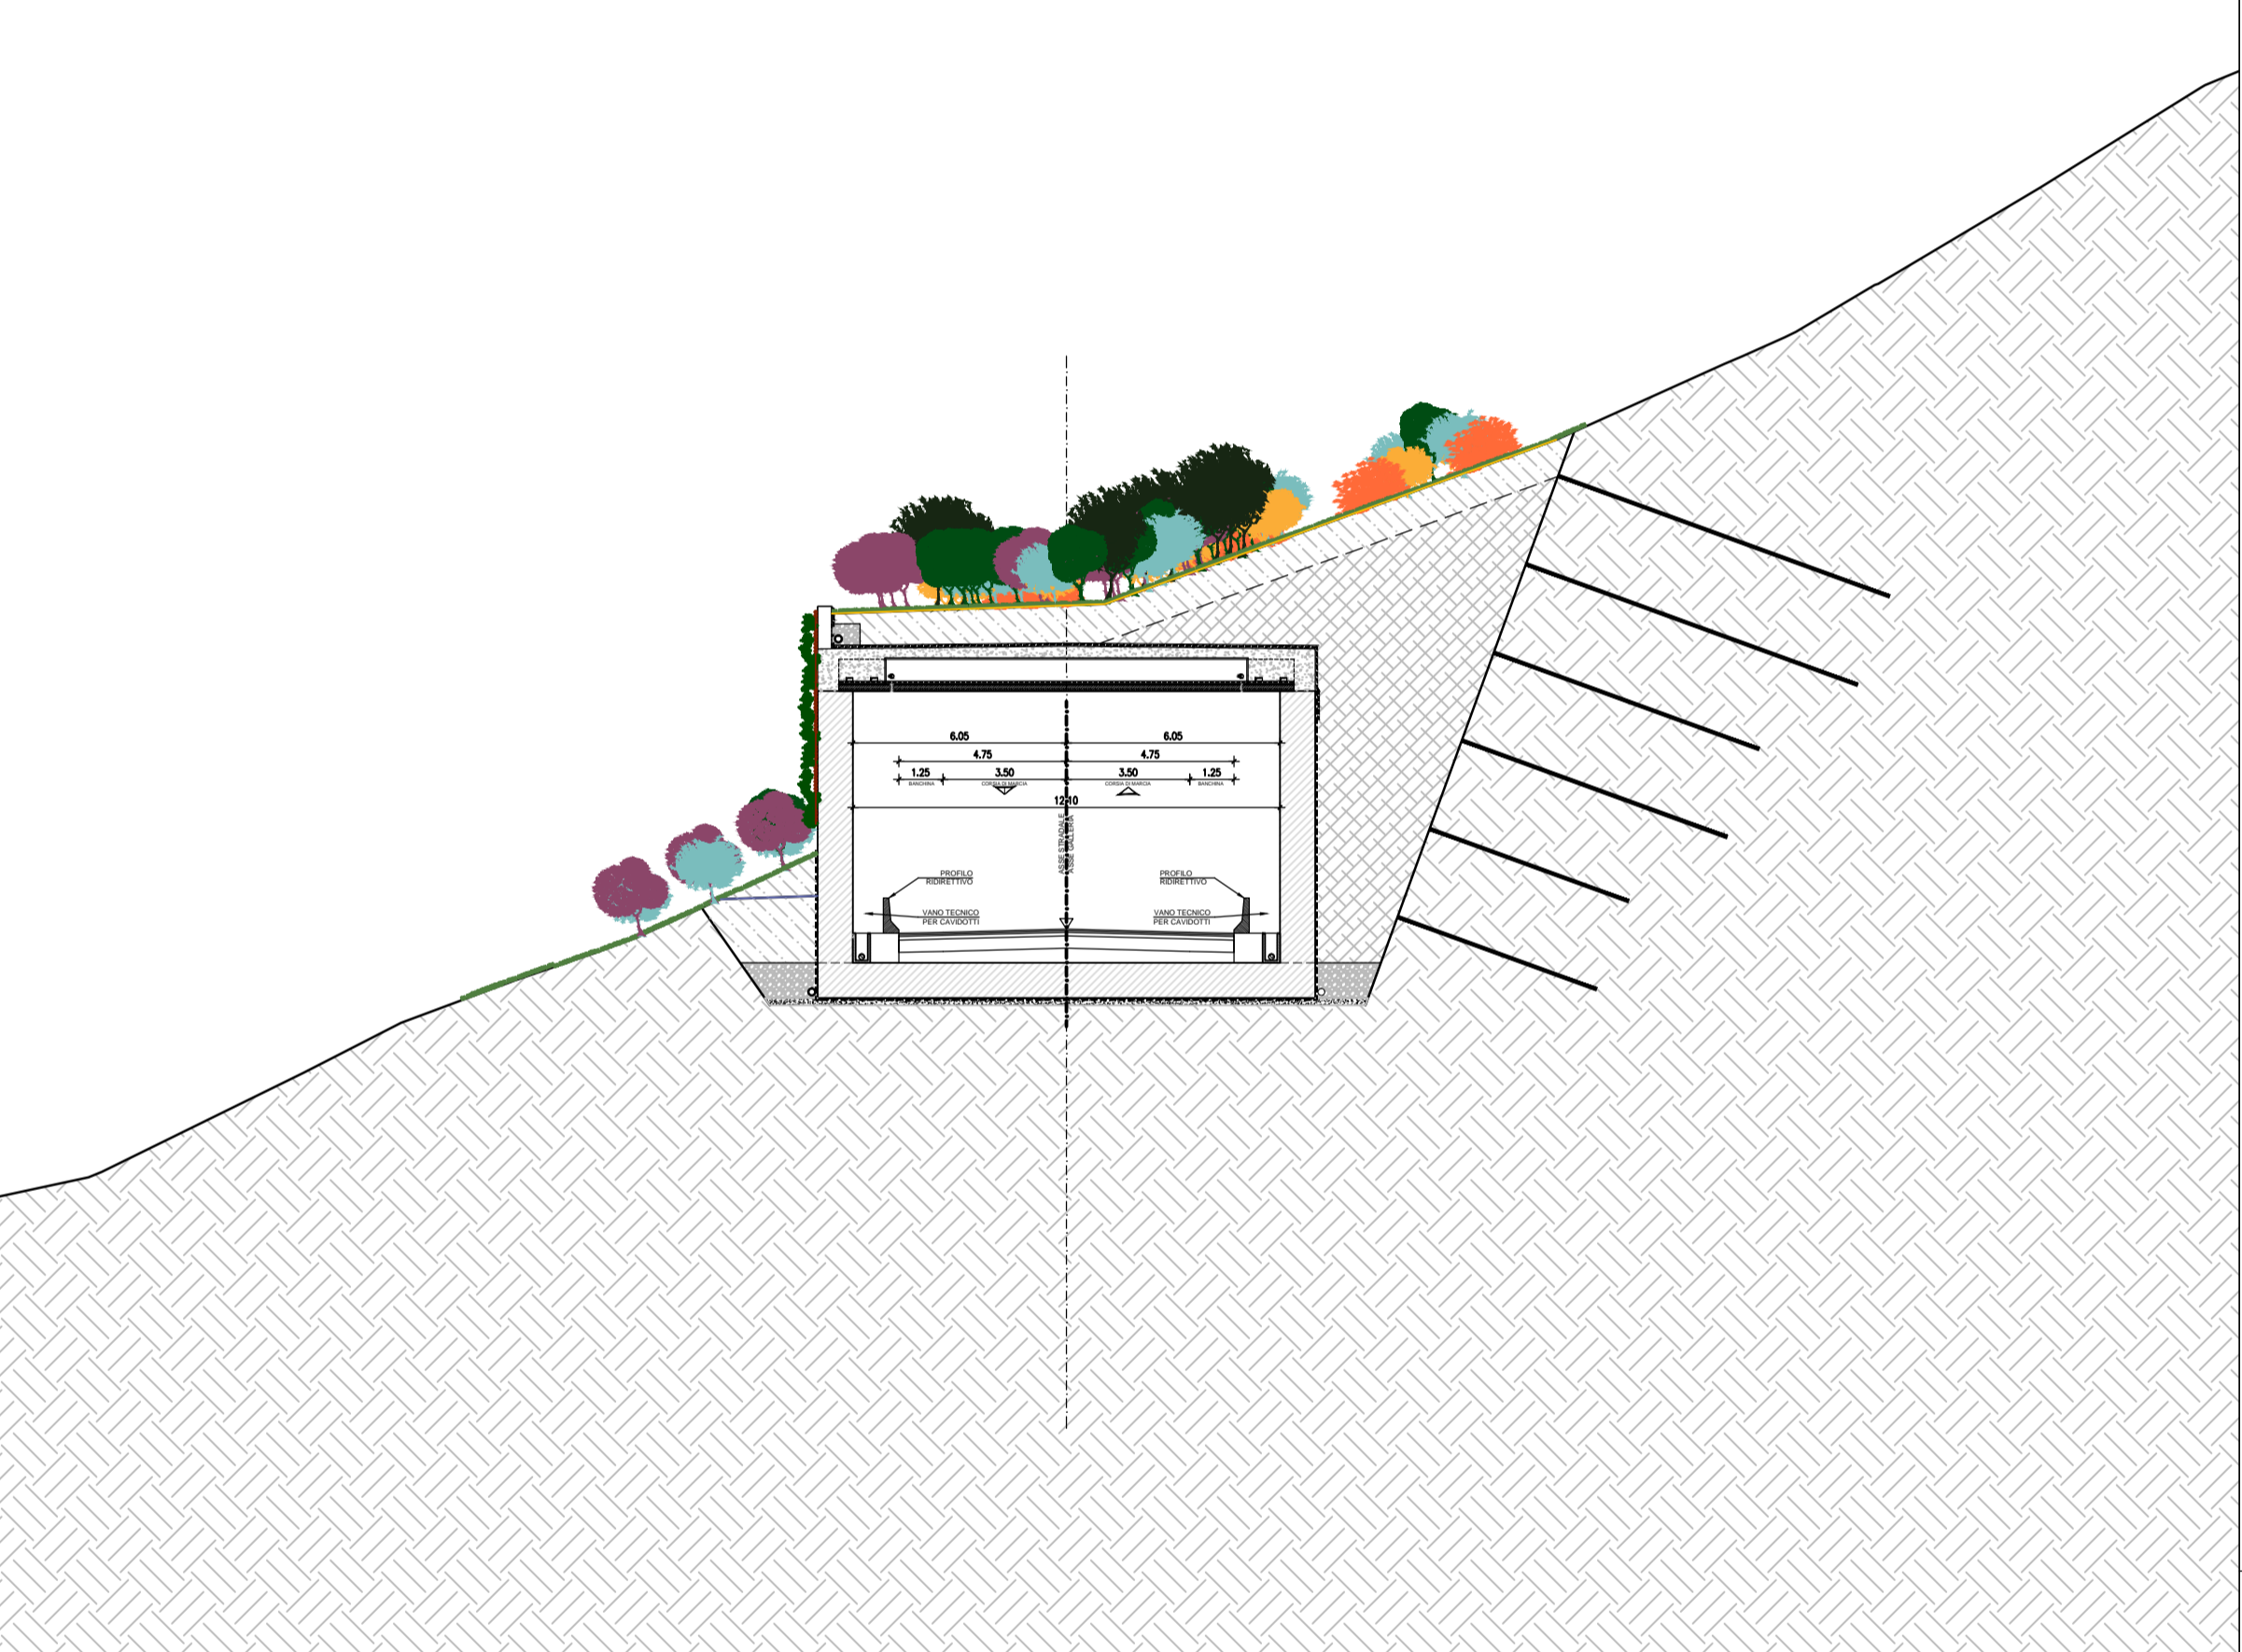 6.05 6.05
4.75 4.75
1.25 3.50 3.50 1.25
BANCHINA CORSIA DI MARCIA CORSIA DI MARCIA BANCHINA
12.10
ASSE STRADALE
ASSE GALLERIA
PROFILO
RIDIRETTIVO
PROFILO
RIDIRETTIVO
VANO TECNICO
PER CAVIDOTTI
VANO TECNICO
PER CAVIDOTTI